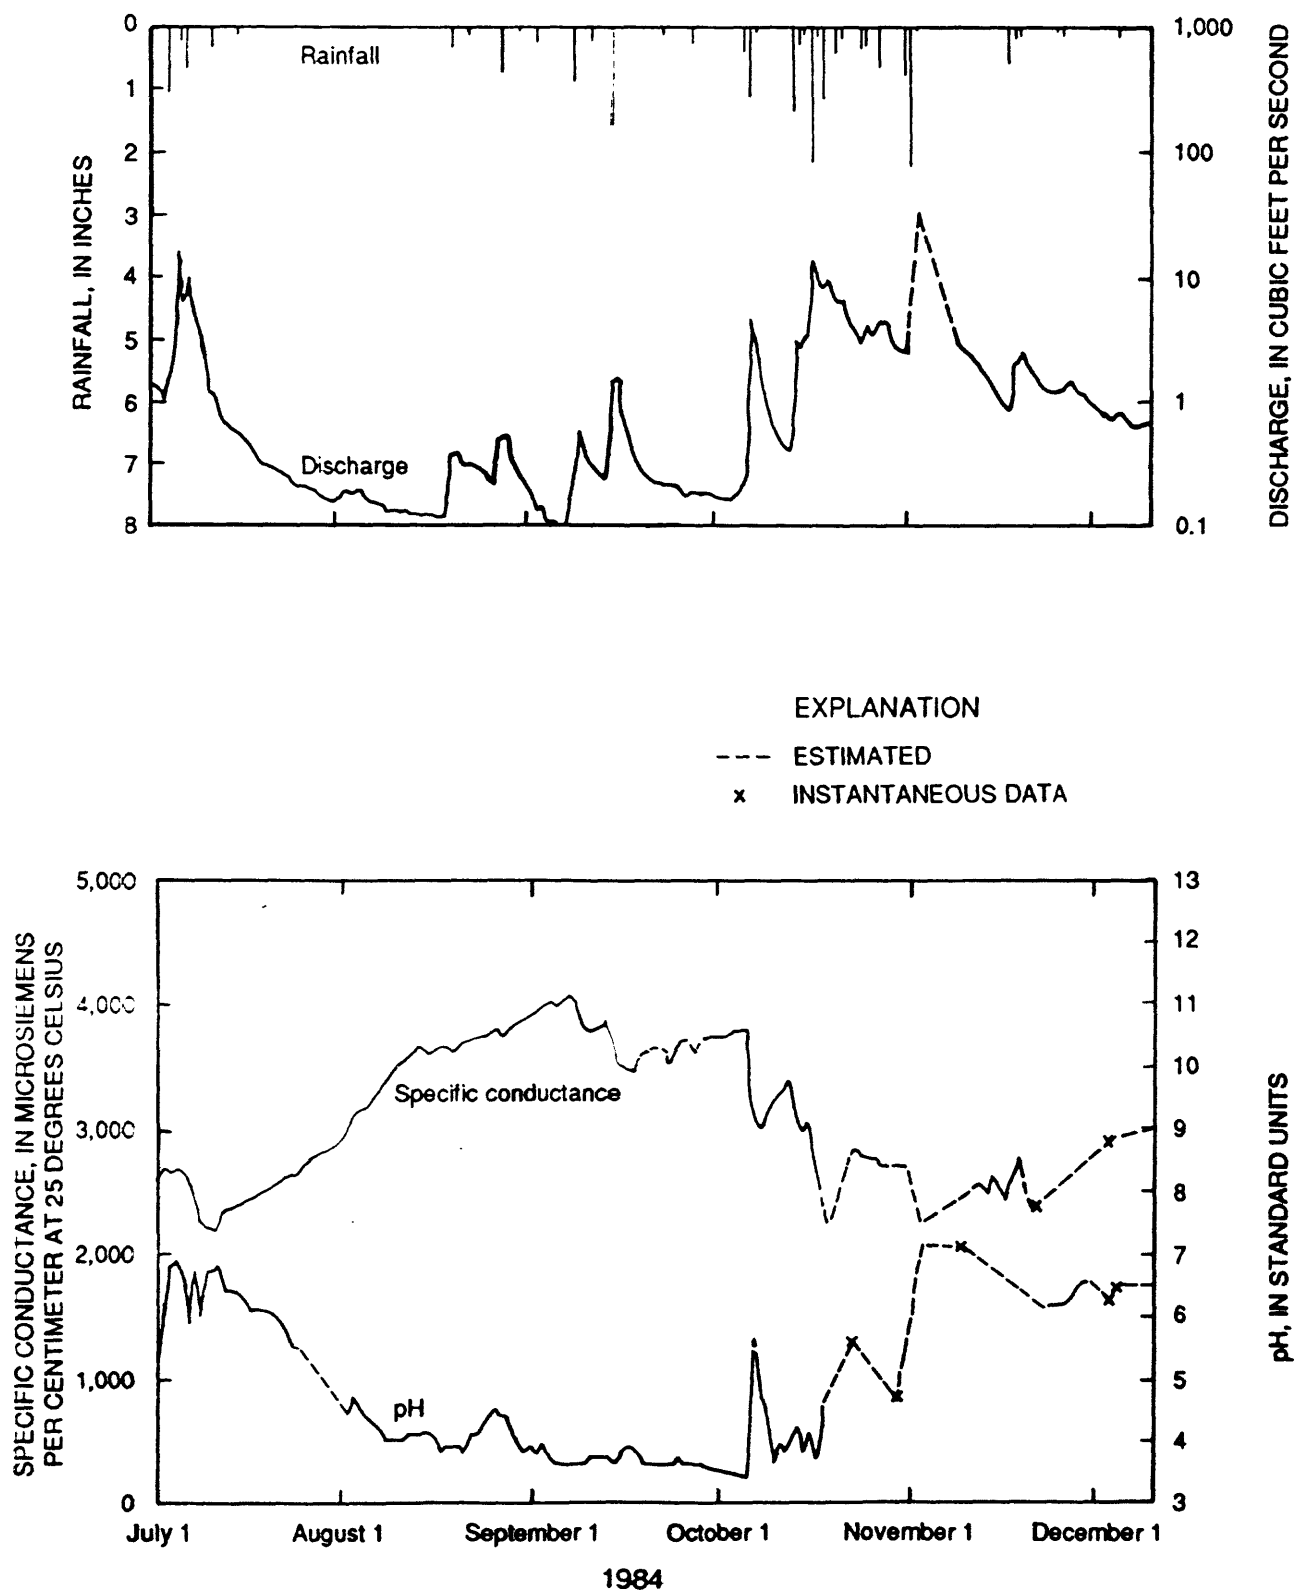 0
1
2
3
4
5
6
7
8
RAINFALL, IN INCHES
Rainfall
Discharge
1,000
100
10
1
0.1
DISCHARGE, IN CUBIC FEET PER SECOND
EXPLANATION
ESTIMATED
INSTANTANEOUS DATA
5,000
4,000
3,000
2,000
1,000
0
SPECIFIC CONDUCTANCE, IN MICROSIEMENS
PER CENTIMETER AT 25 DEGREES CELSIUS
Specific conductance
pH
13
12
11
10
9
8
7
6
5
4
3
pH, IN STANDARD UNITS
July 1 August 1 September 1 October 1 November 1 December 1
1984